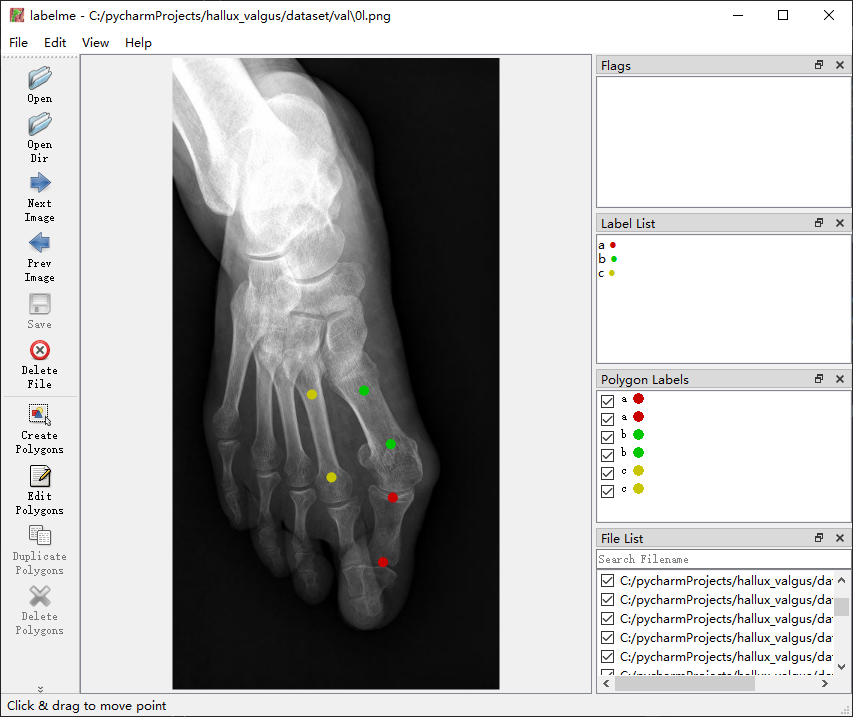 labelme - C:/pycharmProjects/hallux_valgus/dataset/val\0l.png
File Edit View Help
Open
Open
Dir
Next
Image
Prev
Image
Save
Delete
File
Create
Polygons
Edit
Polygons
Duplicate
Polygons
Delete
Polygons
Flags
Label List
a
b
c
Polygon Labels
a
a
b
b
c
c
File List
Search Filename
C:/pycharmProjects/hallux_valgus/da
C:/pycharmProjects/hallux_valgus/da
C:/pycharmProjects/hallux_valgus/da
C:/pycharmProjects/hallux_valgus/da
C:/pycharmProjects/hallux_valgus/da
Click & drag to move point